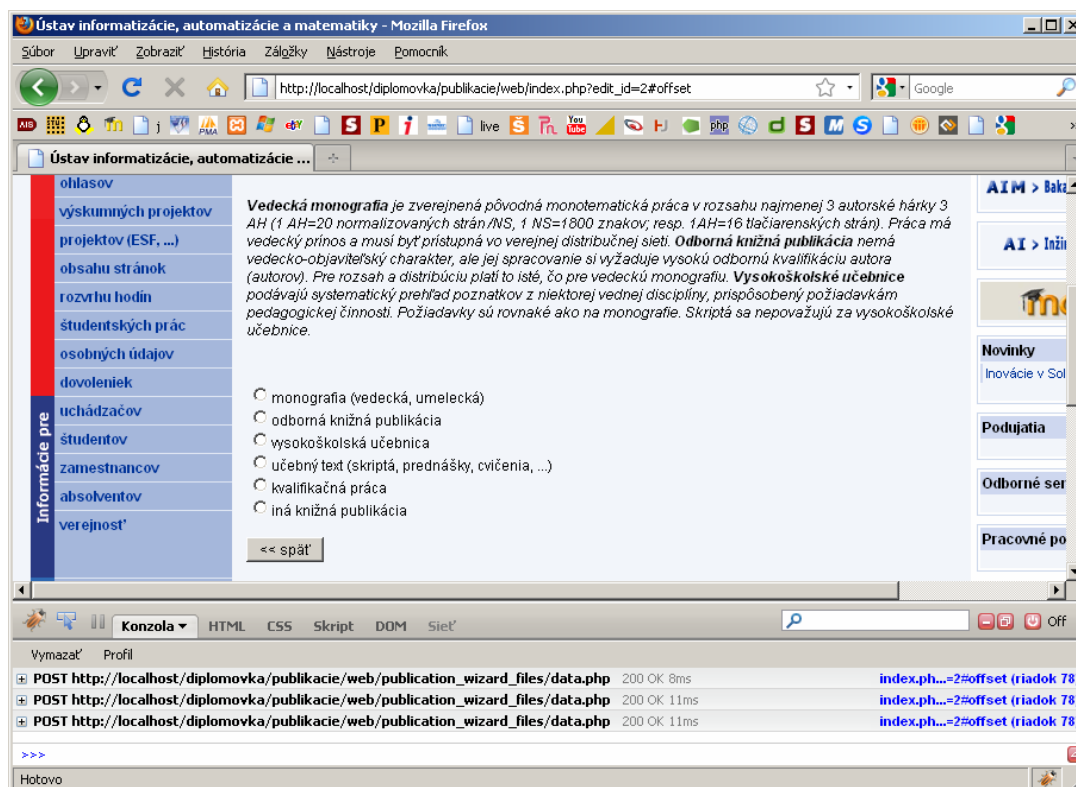 Ústav informatizácie, automatizácie a matematiky - Mozilla Firefox
Súbor Upraviť Zobraziť História Záložky Nástroje Pomocník
http://localhost/diplomovka/publikacie/web/index.php?edit_id=2#offset
Google
AIS j PMA live You Tube php
Ústav informatizácie, automatizácie ...
ohlasov
výskumných projektov
projektov (ESF, ...)
obsahu stránok
rozvrhu hodín
študentských prác
osobných údajov
dovoleniek
Informácie pre
uchádzačov
študentov
zamestnancov
absolventov
verejnosť
Vedecká monografia je zverejnená pôvodná monotematická práca v rozsahu najmenej 3 autorské hárky 3
AH (1 AH=20 normalizovaných strán /NS, 1 NS=1800 znakov; resp. 1AH=16 tlačiarenských strán). Práca má
vedecký prínos a musí byť prístupná vo verejnej distribučnej sieti. Odborná knižná publikácia nemá
vedecko-objaviteľský charakter, ale jej spracovanie si vyžaduje vysokú odbornú kvalifikáciu autora
(autorov). Pre rozsah a distribúciu platí to isté, čo pre vedeckú monografiu. Vysokoškolské učebnice
podávajú systematický prehľad poznatkov z niektorej vednej disciplíny, prispôsobený požiadavkám
pedagogickej činnosti. Požiadavky sú rovnaké ako na monografie. Skriptá sa nepovažujú za vysokoškolské
učebnice.
monografia (vedecká, umelecká)
odborná knižná publikácia
vysokoškolská učebnica
učebný text (skriptá, prednášky, cvičenia, ...)
kvalifikačná práca
iná knižná publikácia
<< späť
AIM > Baka
AI > Inži
Novinky
Inovácie v Sol
Podujatia
Odborné ser
Pracovné po
Konzola HTML CSS Skript DOM Sieť
Off
Vymazať Profil
POST http://localhost/diplomovka/publikacie/web/publication_wizard_files/data.php 200 OK 8ms index.ph...=2#offset (riadok 78
POST http://localhost/diplomovka/publikacie/web/publication_wizard_files/data.php 200 OK 11ms index.ph...=2#offset (riadok 78
POST http://localhost/diplomovka/publikacie/web/publication_wizard_files/data.php 200 OK 11ms index.ph...=2#offset (riadok 78
>>>
Hotovo